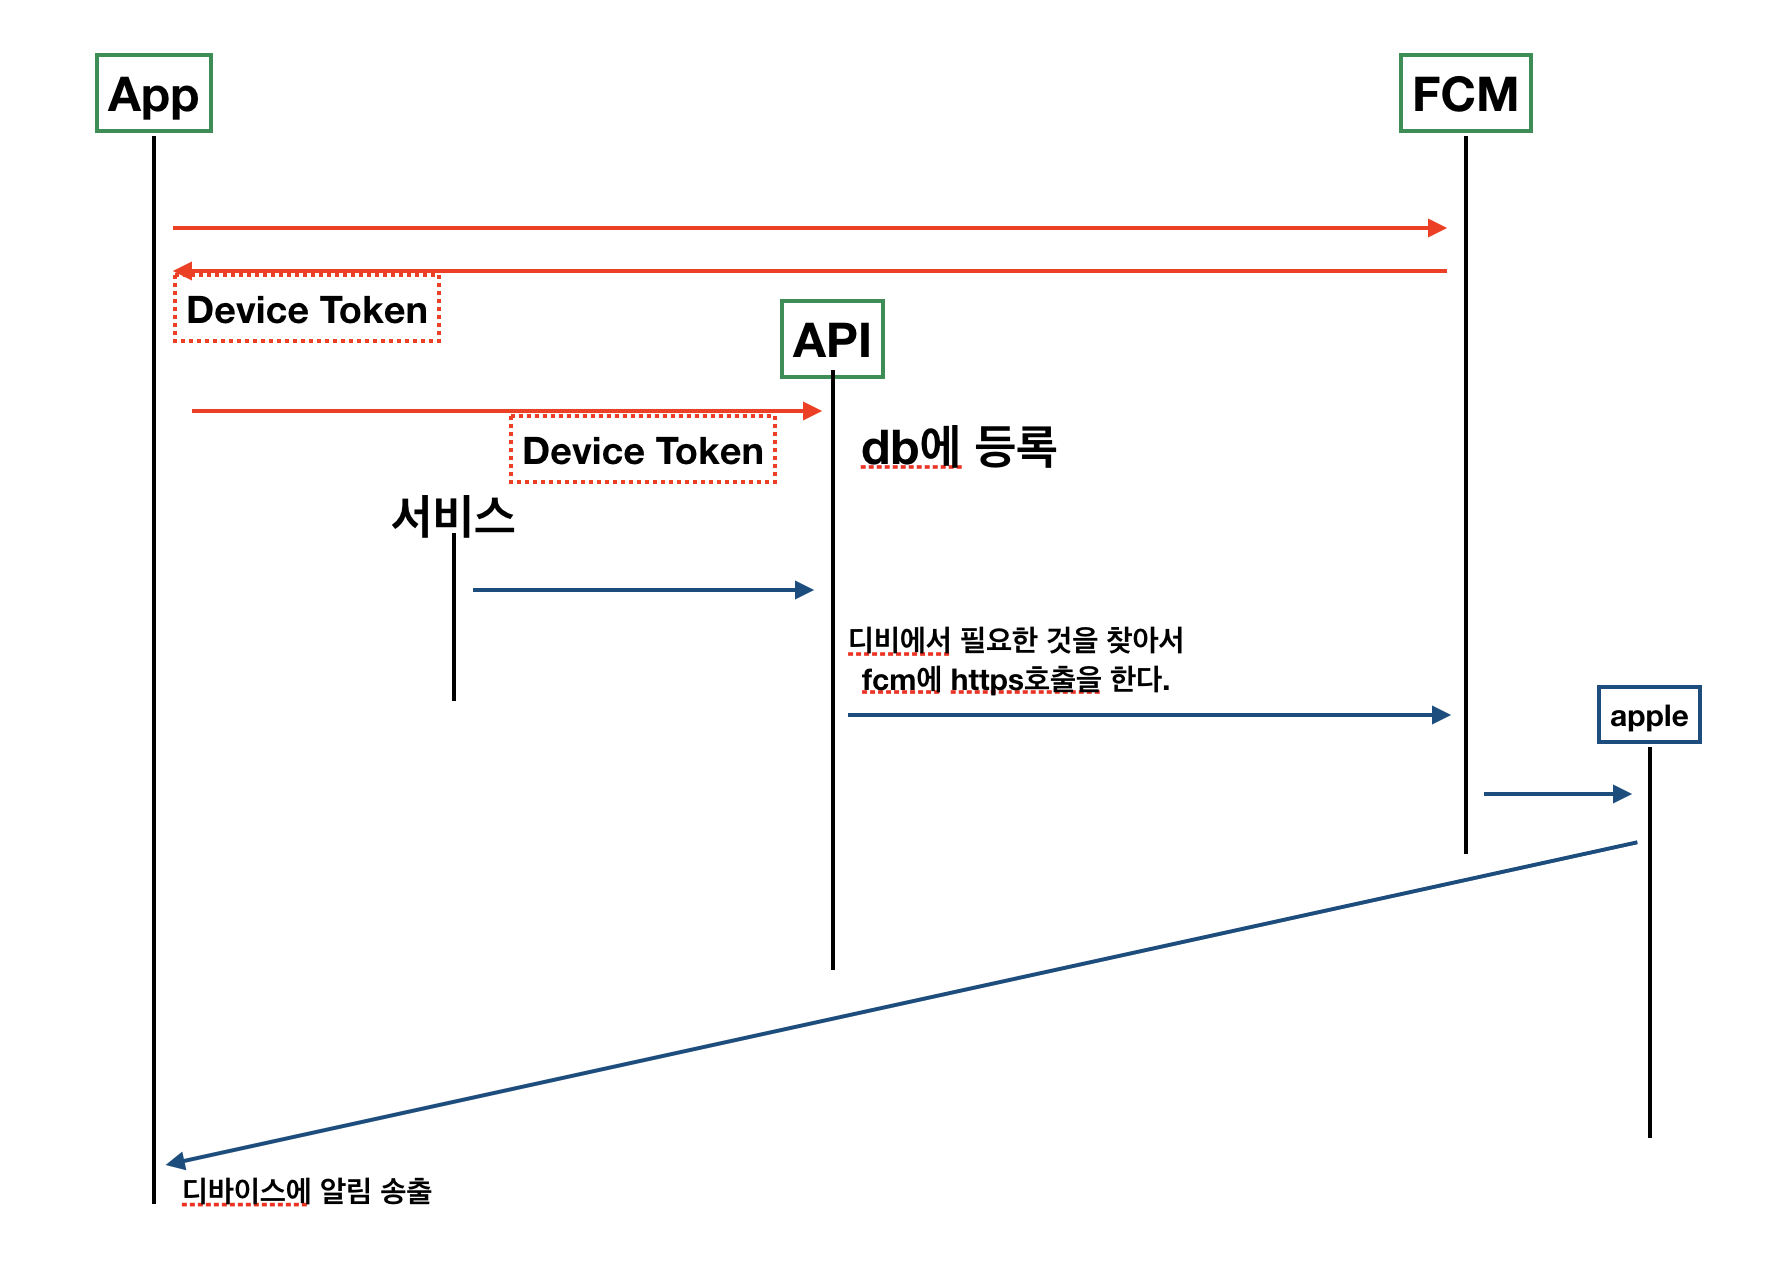 App
FCM
Device Token
API
Device Token
db에 등록
서비스
디비에서 필요한 것을 찾아서
fcm에 https호출을 한다.
apple
디바이스에 알림 송출